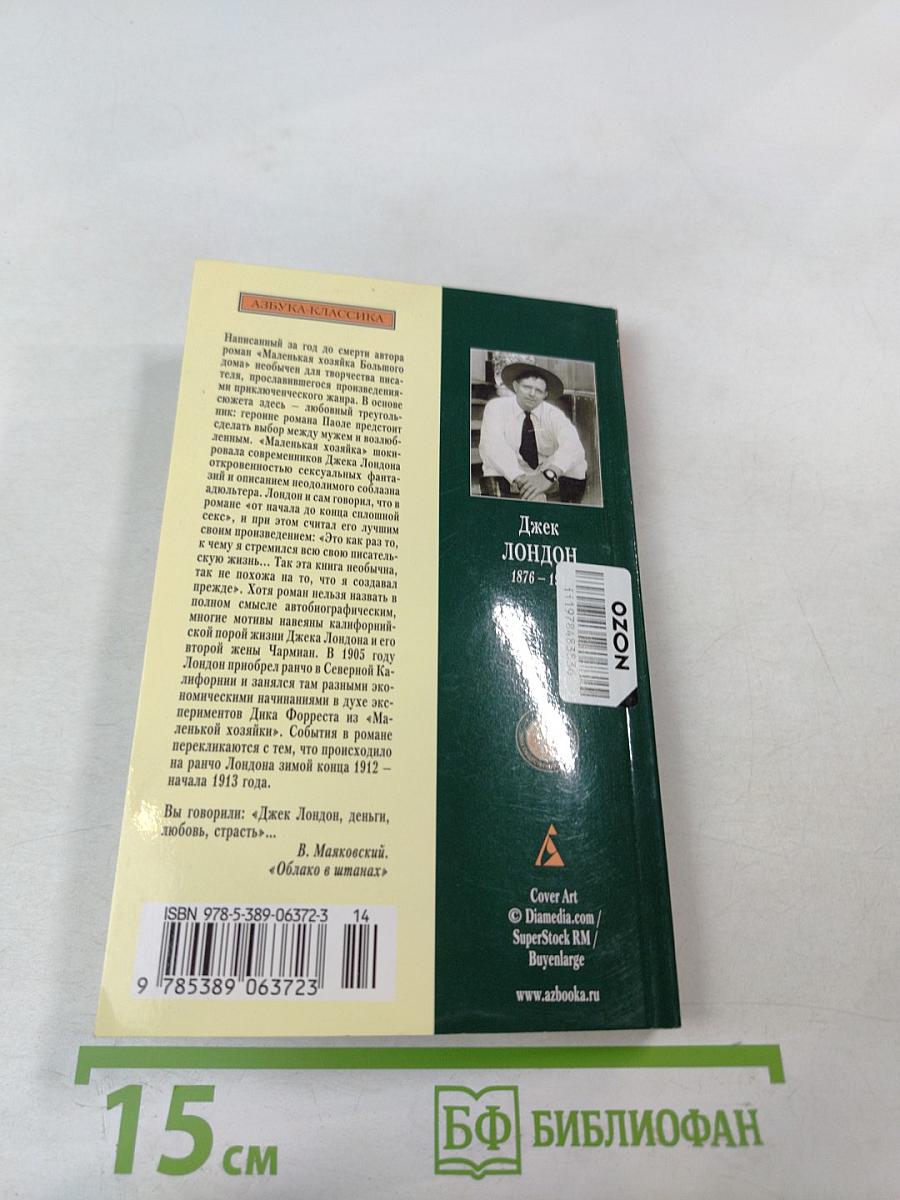 АЗБУКА-КЛАССИКА
Написанный за год до смерти автора
роман «Маленькая хозяйка Большого
дома» необычен для творчества писа-
теля, прославившегося произведения-
ми приключенческого жанра. В основе
сюжета здесь – любовный треуголь-
ник: героине романа Паоле предстоит
сделать выбор между мужем и возлюб-
ленным. «Маленькая хозяйка» шоки-
ровала современников Джека Лондона
откровенностью сексуальных фанта-
зий и описанием неодолимого соблазна
адюльтера. Лондон и сам говорил, что в
романе «от начала до конца сплошной
секс», и при этом считал его лучшим
своим произведением: «Это как раз то,
к чему я стремился всю свою писатель-
скую жизнь... Так эта книга необычна,
так не похожа на то, что я создавал
прежде». Хотя роман нельзя назвать в
полном смысле автобиографическим,
многие мотивы навеяны калифорний-
ской порой жизни Джека Лондона и его
второй жены Чармиан. В 1905 году
Лондон приобрел ранчо в Северной Ка-
лифорнии и занялся там разными эко-
номическими начинаниями в духе экс-
периментов Дика Форреста из «Ма-
ленькой хозяйки». События в романе
перекликаются с тем, что происходило
на ранчо Лондона зимой конца 1912 –
начала 1913 года.
Вы говорили: «Джек Лондон, деньги,
любовь, страсть»...
В. Маяковский.
«Облако в штанах»
ISBN 978-5-389-06372-3 14
9 785389 063723
Джек
ЛОНДОН
1876 –
OZON
Cover Art
© Diamedia.com /
SuperStock RM /
Buyenlarge
www.azbooka.ru
15 см
БФ БИБЛИОФАН